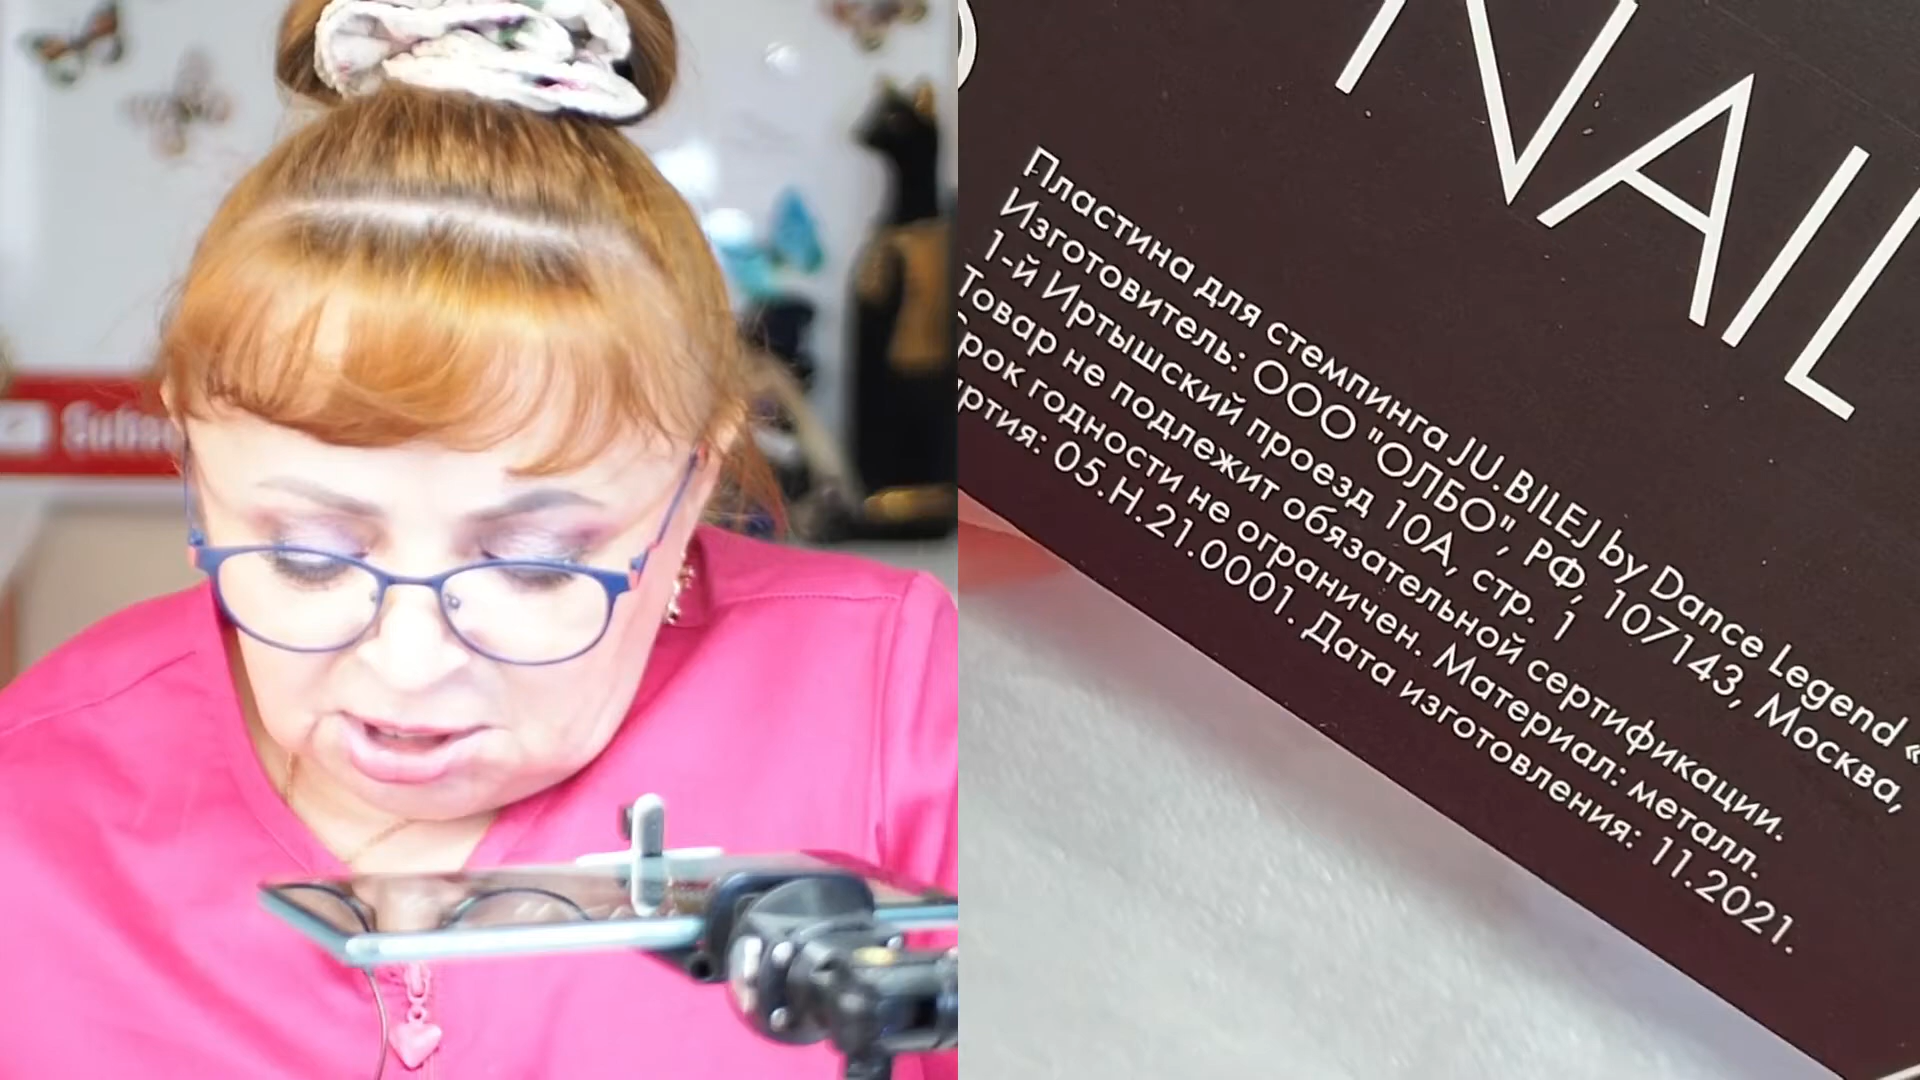 NAIL
Пластина для стемпинга JU.BILEJ by Dance Legend «
Изготовитель: ООО "ОЛБО", РФ, 107143, Москва,
1-й Иртышский проезд 10А, стр. 1
Товар не подлежит обязательной сертификации.
рок годности не ограничен. Материал: металл.
ртия: 05.Н.21.0001. Дата изготовления: 11.2021.